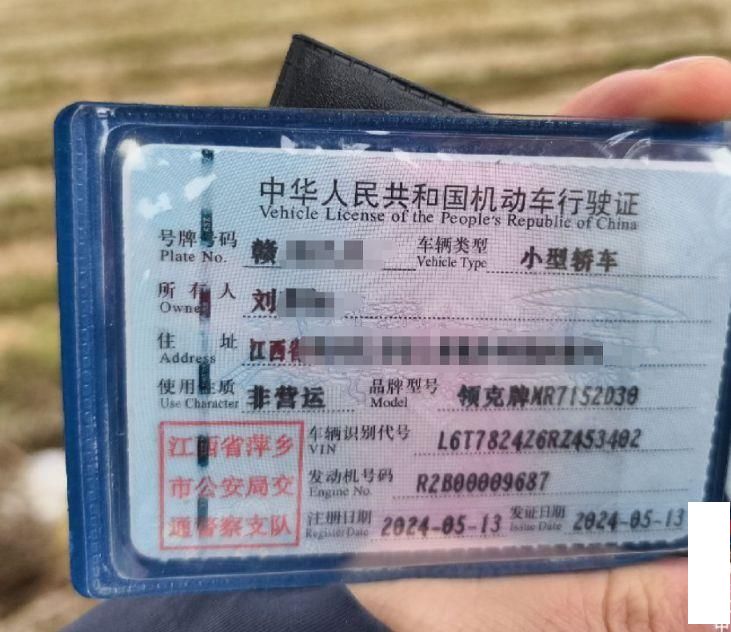 中华人民共和国机动车行驶证
Vehicle License of the People's Republic of China
号牌号码 赣 车辆类型 小型轿车
Plate No. Vehicle Type
所有人 刘
Owner
住址 江西省
Address
使用性质 非营运 品牌型号 领克牌MR7152D30
Use Character Model
江西省萍乡 车辆识别代号 L6T7824Z6RZ453402
VIN
市公安局交 发动机号码 R2B00009687
Engine No.
通警察支队 注册日期 2024-05-13 发证日期 2024-05-13
Register Date Issue Date